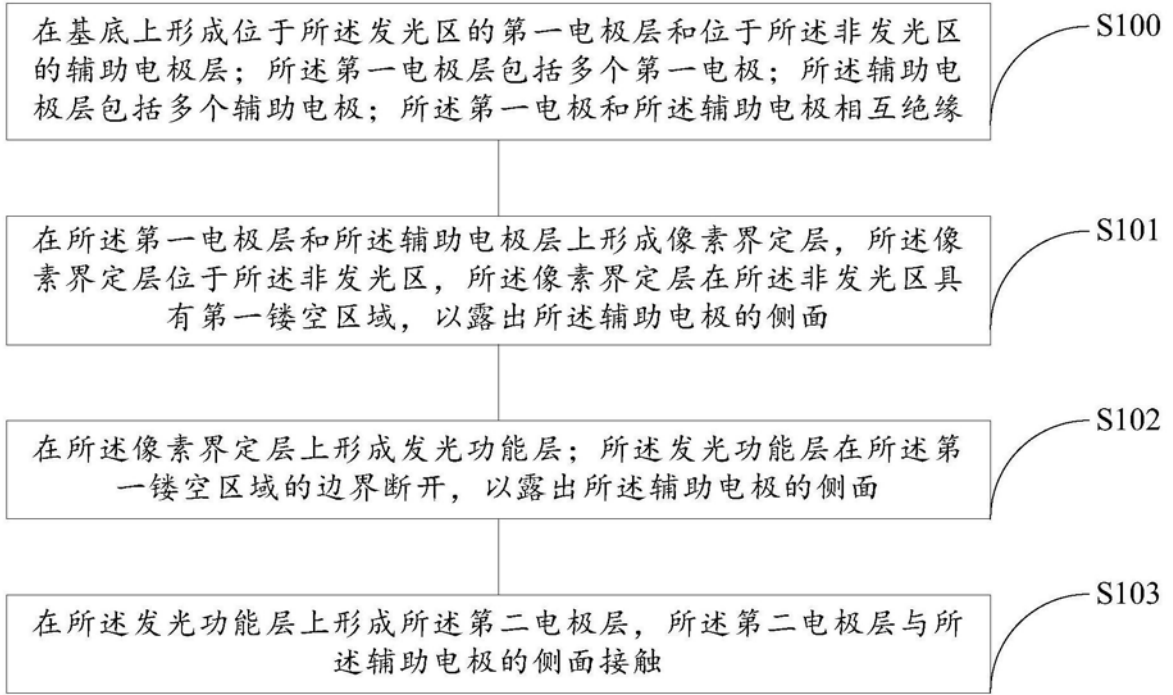 在基底上形成位于所述发光区的第一电极层和位于所述非发光区
的辅助电极层；所述第一电极层包括多个第一电极；所述辅助电
极层包括多个辅助电极；所述第一电极和所述辅助电极相互绝缘
S100
在所述第一电极层和所述辅助电极层上形成像素界定层，所述像
素界定层位于所述非发光区，所述像素界定层在所述非发光区具
有第一镂空区域，以露出所述辅助电极的侧面
S101
在所述像素界定层上形成发光功能层；所述发光功能层在所述第
一镂空区域的边界断开，以露出所述辅助电极的侧面
S102
在所述发光功能层上形成所述第二电极层，所述第二电极层与所
述辅助电极的侧面接触
S103